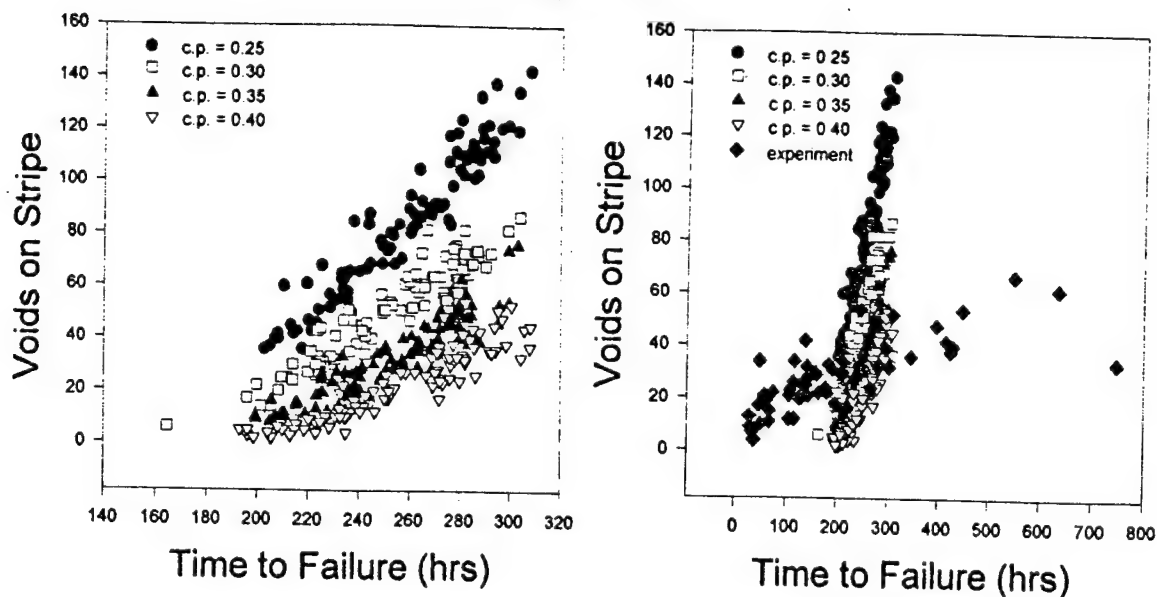 160
140
120
100
80
60
40
20
0
Voids on Stripe
c.p. = 0.25
c.p. = 0.30
c.p. = 0.35
c.p. = 0.40
140 160 180 200 220 240 260 280 300 320
Time to Failure (hrs)
160
140
120
100
80
60
40
20
0
Voids on Stripe
c.p. = 0 25
c.p. = 0.30
c.p. = 0 35
c.p. = 0 40
experiment
0 100 200 300 400 500 600 700 800
Time to Failure (hrs)